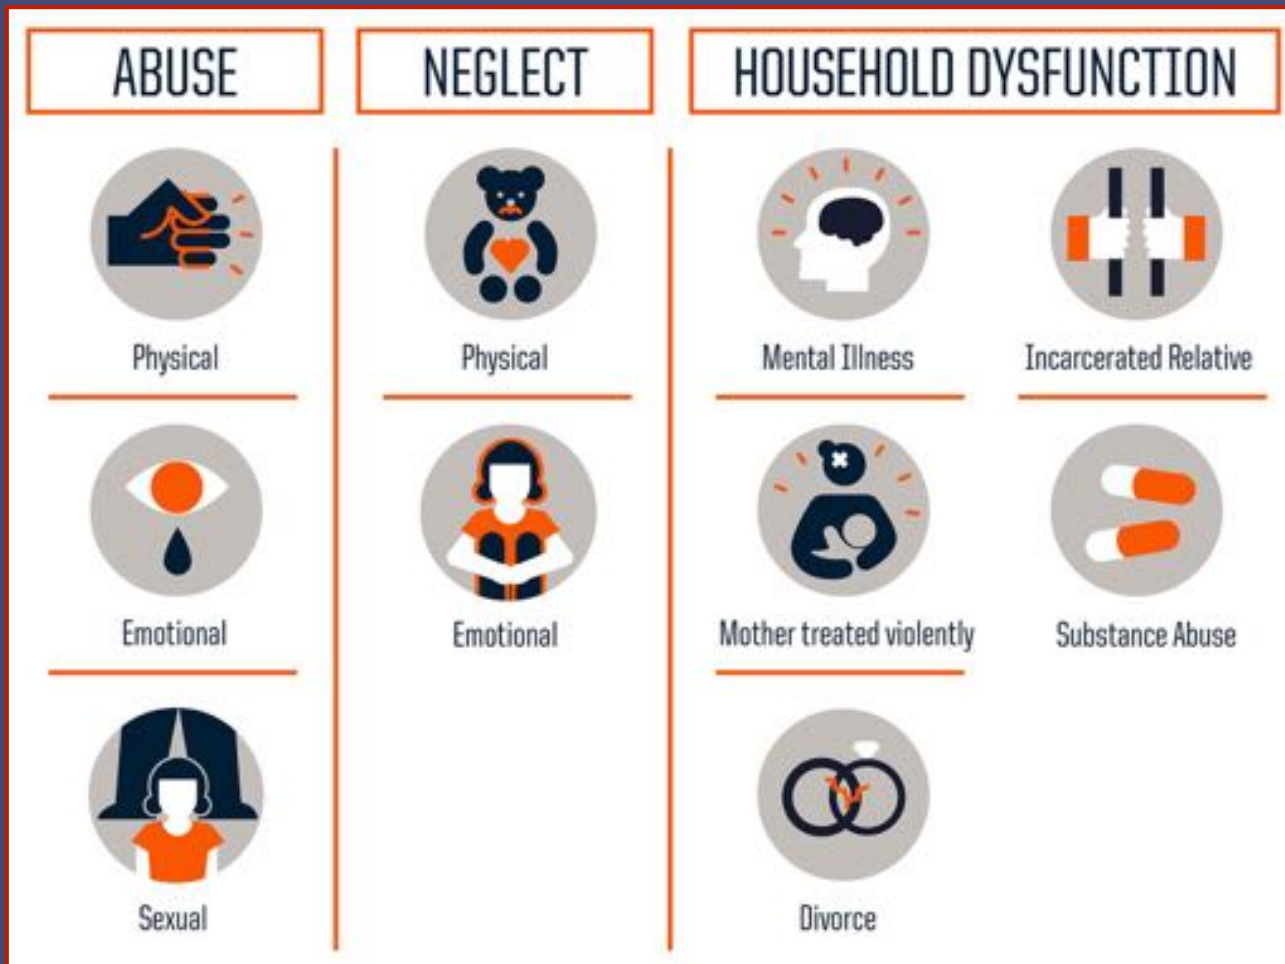 ABUSE
Physical
Emotional
Sexual
NEGLECT
Physical
Emotional
HOUSEHOLD DYSFUNCTION
Mental Illness
Incarcerated Relative
Mother treated violently
Substance Abuse
Divorce